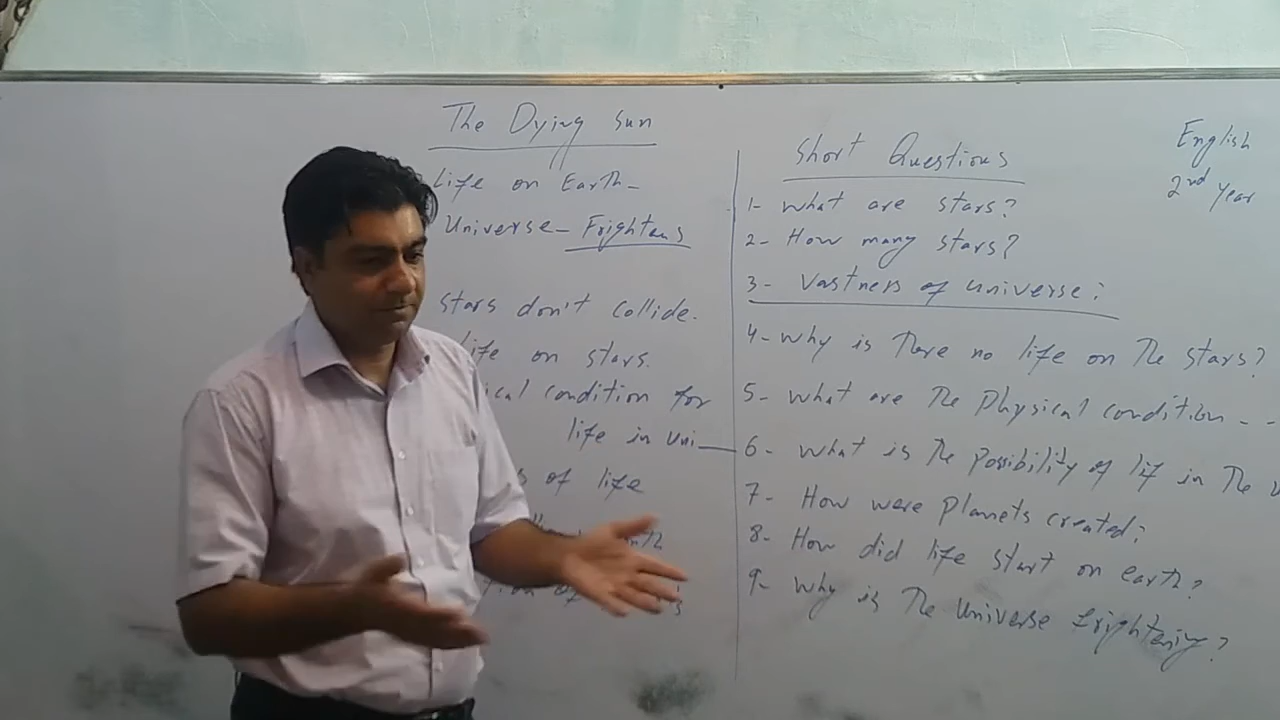 The Dying Sun
Life on Earth-
Universe- Frightens
stars don't collide.
life on stars.
ical condition for
life in uni
of life
Short Questions
1- What are stars?
2- How many stars?
3- Vastness of universe:
4- Why is There no life on The stars?
5- What are The Physical condition - -
6- What is The possibility of lif in The
7- How were Planets created:
8- How did life start on earth?
9- Why is The Universe frightening?
English
2nd Year